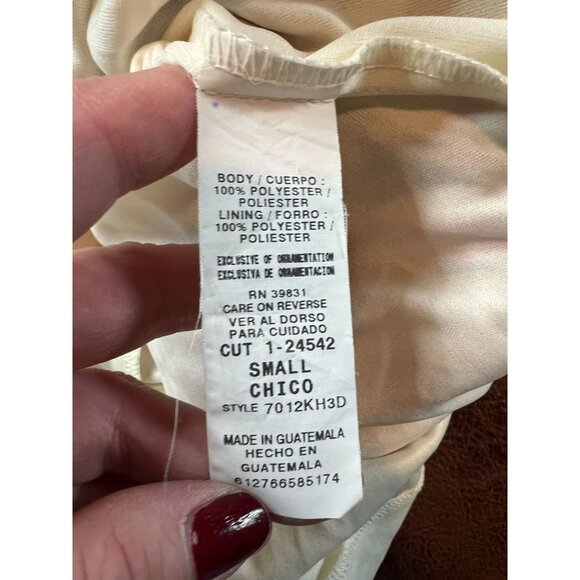 BODY / CUERPO :
100% POLYESTER /
POLIESTER
LINING / FORRO :
100% POLYESTER /
POLIESTER
EXCLUSIVE OF ORNAMENTATION
EXCLUSIVA DE ORNAMENTACION
RN 39831
CARE ON REVERSE
VER AL DORSO
PARA CUIDADO
CUT 1-24542
SMALL
CHICO
STYLE 7012KH3D
MADE IN GUATEMALA
HECHO EN
GUATEMALA
612766585174